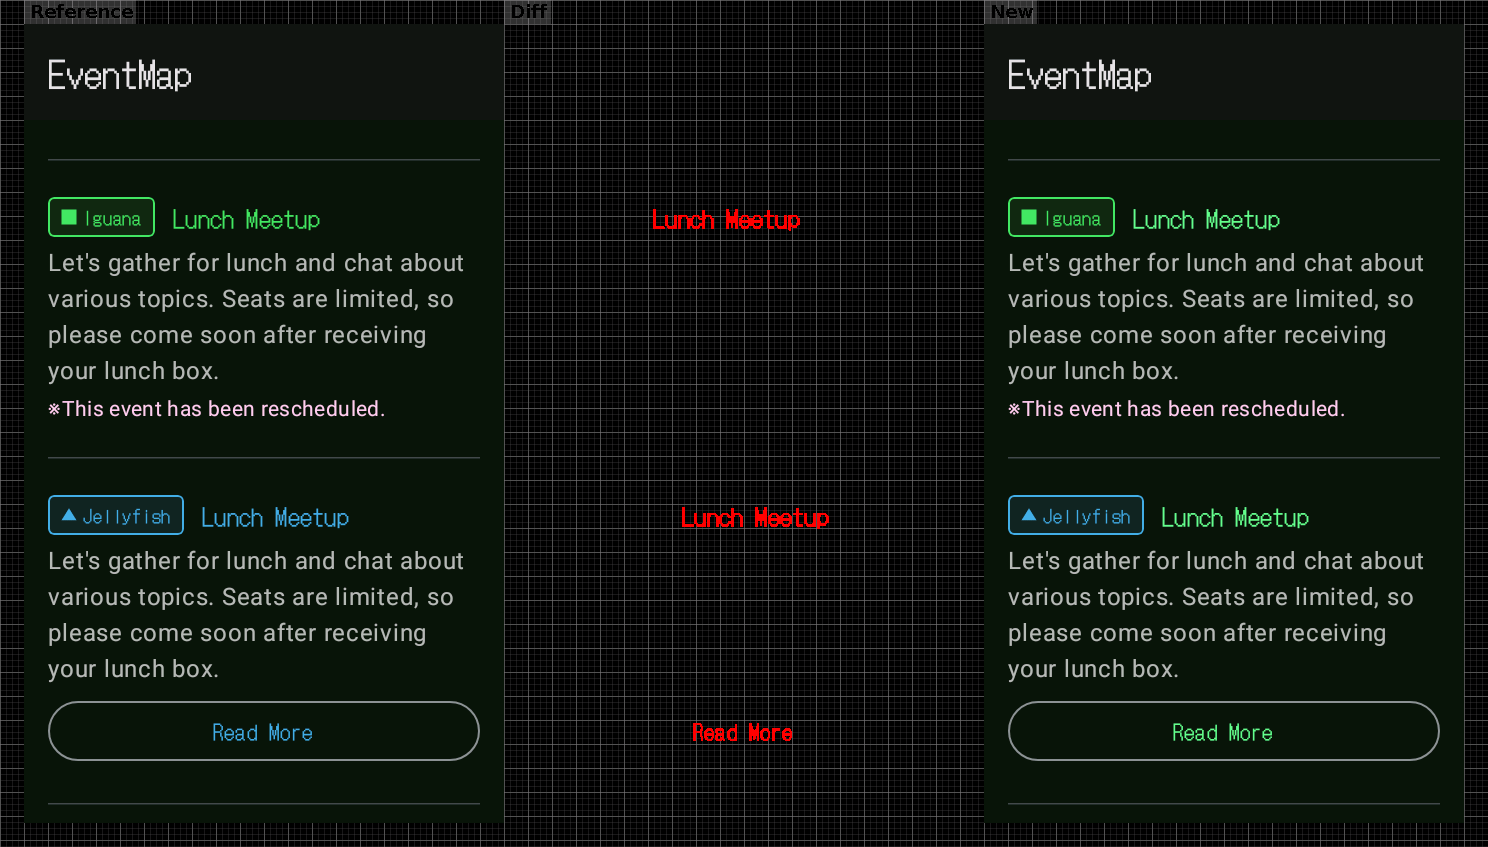 Reference
Diff
New
EventMap
Iguana Lunch Meetup
Let's gather for lunch and chat about
various topics. Seats are limited, so
please come soon after receiving
your lunch box.
※This event has been rescheduled.
Jellyfish Lunch Meetup
Let's gather for lunch and chat about
various topics. Seats are limited, so
please come soon after receiving
your lunch box.
Read More
Lunch Meetup
Lunch Meetup
Read More
EventMap
Iguana Lunch Meetup
Let's gather for lunch and chat about
various topics. Seats are limited, so
please come soon after receiving
your lunch box.
※This event has been rescheduled.
Jellyfish Lunch Meetup
Let's gather for lunch and chat about
various topics. Seats are limited, so
please come soon after receiving
your lunch box.
Read More